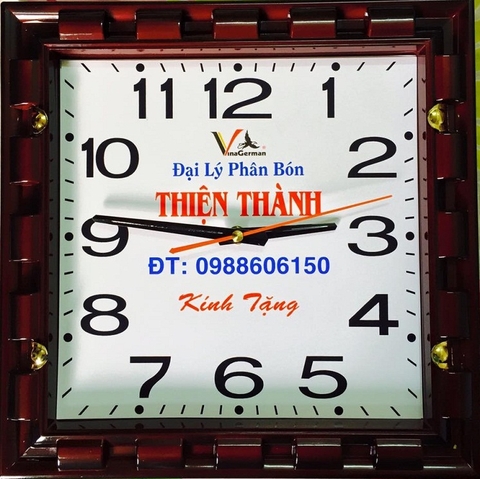 11 12 1
10 2
VinaGerman
Đại Lý Phân Bón
THIỆN THÀNH
9 3
ĐT: 0988606150
Kính Tặng
8 4
7 6 5